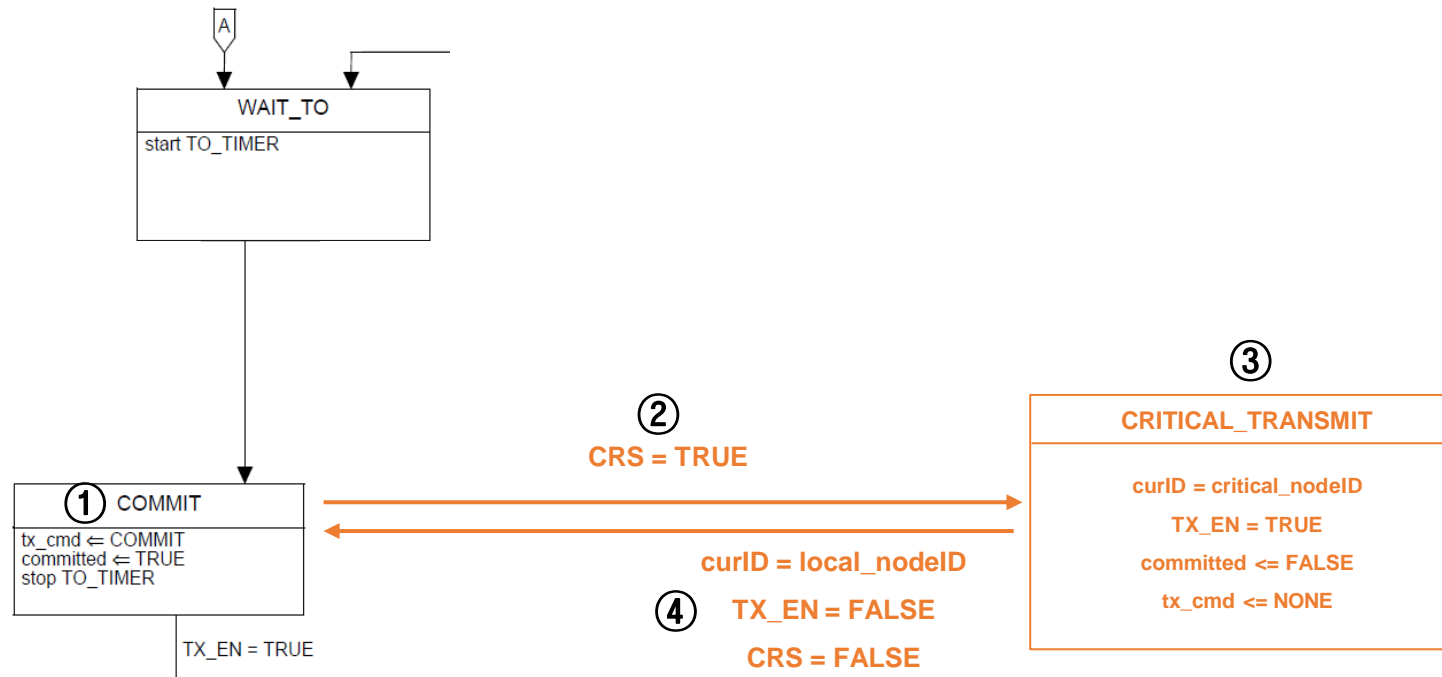 A
WAIT_TO
start TO_TIMER
③
②
CRITICAL_TRANSMIT
CRS = TRUE
curID = critical_nodeID
① COMMIT
TX_EN = TRUE
tx_cmd ⇐ COMMIT
committed ⇐ TRUE
stop TO_TIMER
curID = local_nodeID
committed <= FALSE
④ TX_EN = FALSE
tx_cmd <= NONE
TX_EN = TRUE
CRS = FALSE